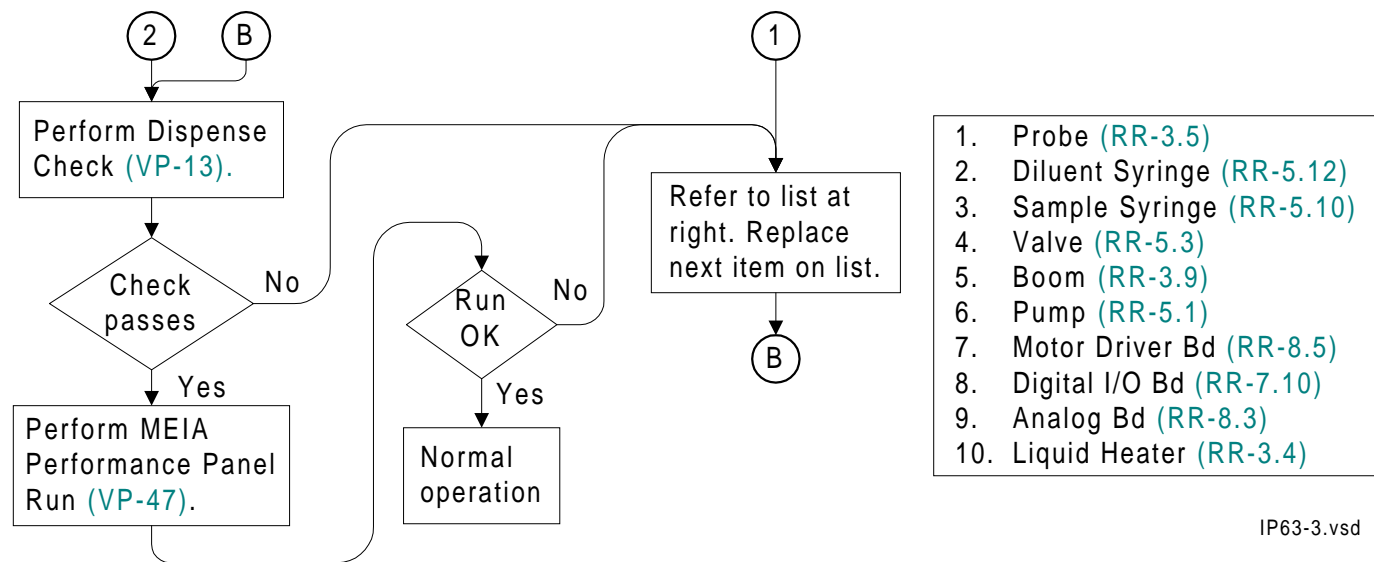 2
B
1
Perform Dispense
Check (VP-13).
Check
passes
No
Yes
Perform MEIA
Performance Panel
Run (VP-47).
Run
OK
No
Yes
Normal
operation
Refer to list at
right. Replace
next item on list.
B
1. Probe (RR-3.5)
2. Diluent Syringe (RR-5.12)
3. Sample Syringe (RR-5.10)
4. Valve (RR-5.3)
5. Boom (RR-3.9)
6. Pump (RR-5.1)
7. Motor Driver Bd (RR-8.5)
8. Digital I/O Bd (RR-7.10)
9. Analog Bd (RR-8.3)
10. Liquid Heater (RR-3.4)
IP63-3.vsd